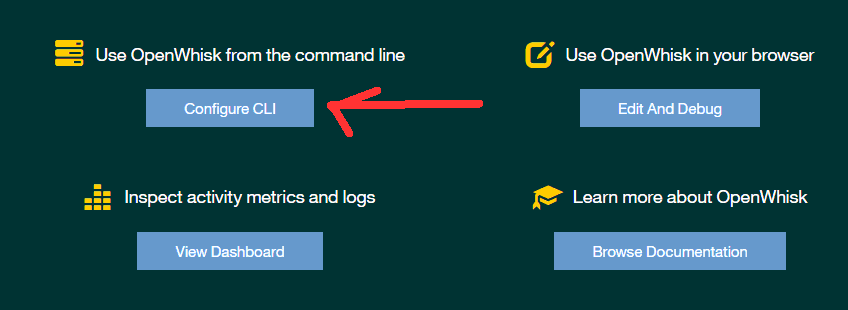 Use OpenWhisk from the command line
Configure CLI
Use OpenWhisk in your browser
Edit And Debug
Inspect activity metrics and logs
View Dashboard
Learn more about OpenWhisk
Browse Documentation